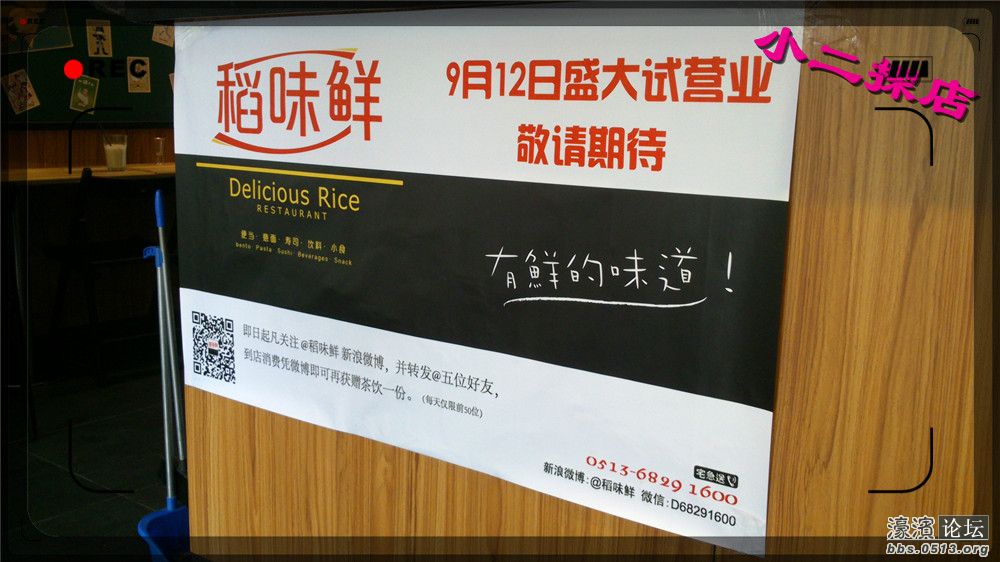 REC
小二探店
稻味鲜
9月12日盛大试营业
敬请期待
Delicious Rice
RESTAURANT
便当·意面·寿司·饮料·小食
bento· Pasta· Sushi· Beverages· Snack
有鮮的味道！
即日起凡关注@稻味鲜 新浪微博，并转发@五位好友，
到店消费凭微博即可再获赠茶饮一份。（每天仅限前50位）
0513-6829 1600
宅急送
新浪微博:@稻味鲜 微信:D68291600
濠滨论坛
bbs.0513.org